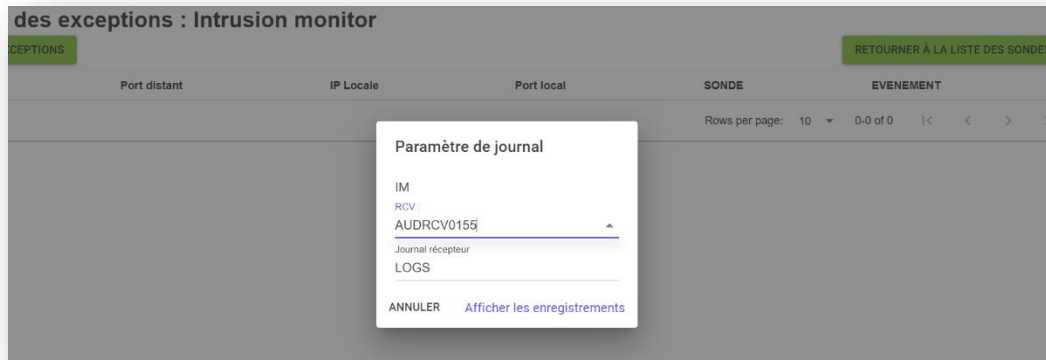 des exceptions : Intrusion monitor
CEPTIONS
RETOURNER À LA LISTE DES SONDES
Port distant IP Locale Port local SONDE EVENEMENT
Rows per page: 10 0-0 of 0
Paramètre de journal
IM
RCV :
AUDRCV0155
Journal récepteur
LOGS
ANNULER Afficher les enregistrements